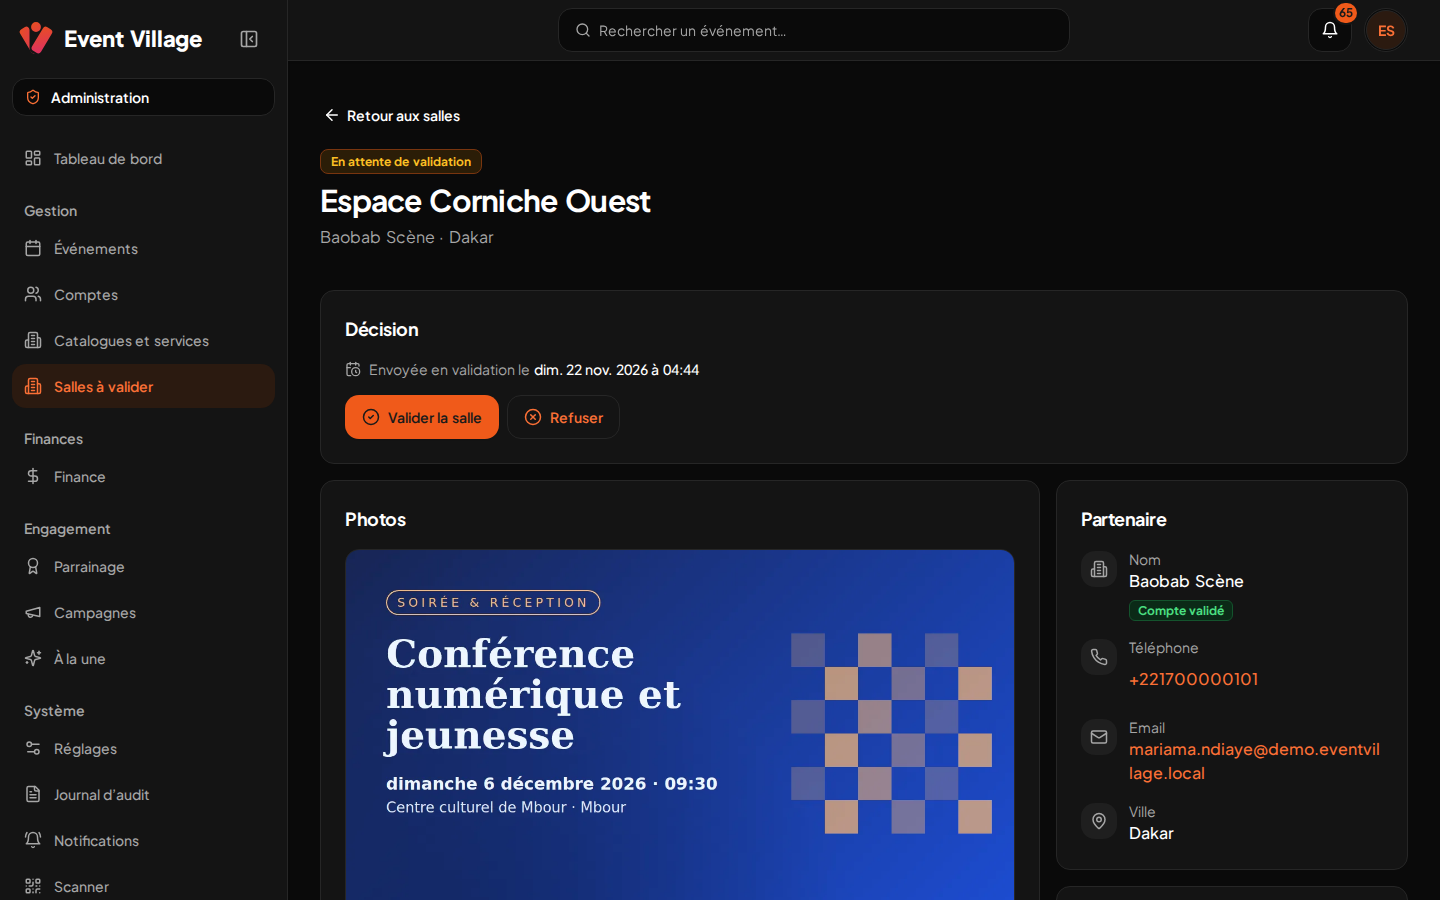 Event Village
Administration
Tableau de bord
Gestion
Événements
Comptes
Catalogues et services
Salles à valider
Finances
Finance
Engagement
Parrainage
Campagnes
À la une
Système
Réglages
Journal d’audit
Notifications
Scanner
Rechercher un événement...
65
ES
Retour aux salles
En attente de validation
Espace Corniche Ouest
Baobab Scène · Dakar
Décision
Envoyée en validation le dim. 22 nov. 2026 à 04:44
Valider la salle
Refuser
Photos
SOIRÉE & RÉCEPTION
Conférence
numérique et
jeunesse
dimanche 6 décembre 2026 · 09:30
Centre culturel de Mbour · Mbour
Partenaire
Nom
Baobab Scène
Compte validé
Téléphone
+221700000101
Email
mariama.ndiaye@demo.eventvil
lage.local
Ville
Dakar